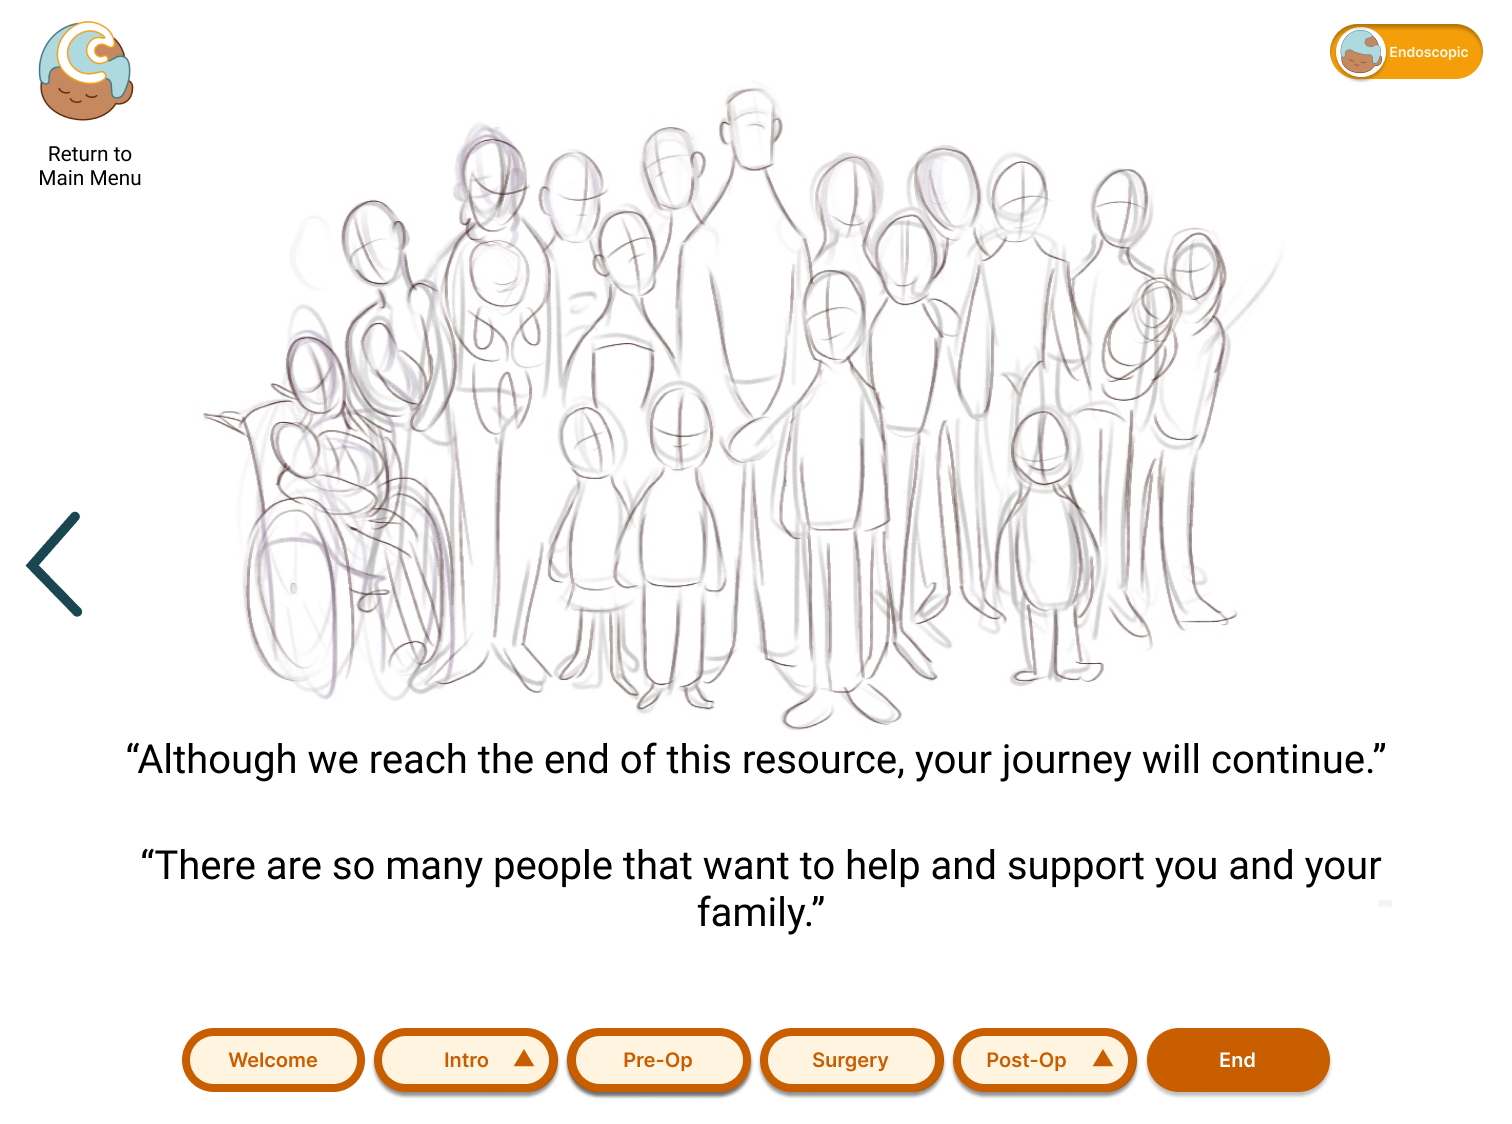 Return to
Main Menu
Endoscopic
“Although we reach the end of this resource, your journey will continue.”
“There are so many people that want to help and support you and your
family.”
Welcome
Intro
Pre-Op
Surgery
Post-Op
End